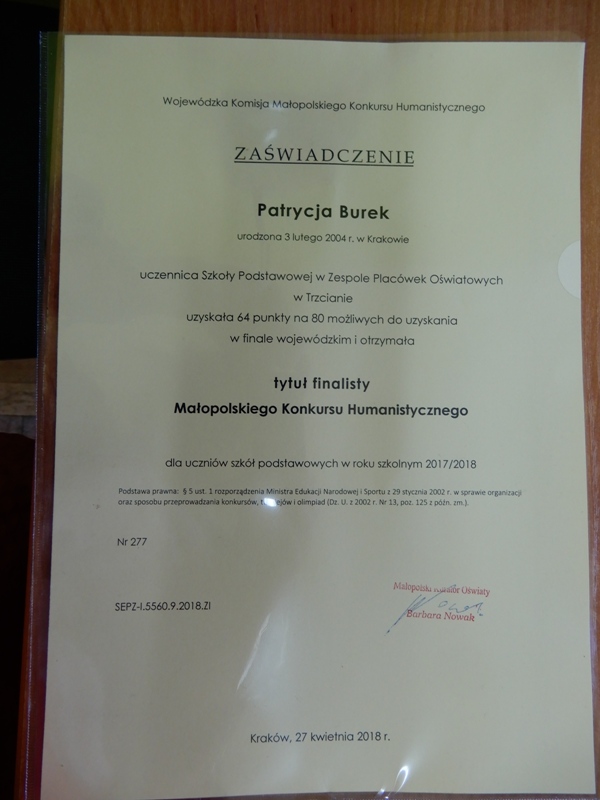 Wojewódzka Komisja Małopolskiego Konkursu Humanistycznego
ZAŚWIADCZENIE
Patrycja Burek
urodzona 3 lutego 2004 r. w Krakowie
uczennica Szkoły Podstawowej w Zespole Placówek Oświatowych
w Trzcianie
uzyskała 64 punkty na 80 możliwych do uzyskania
w finale wojewódzkim i otrzymała
tytuł finalisty
Małopolskiego Konkursu Humanistycznego
dla uczniów szkół podstawowych w roku szkolnym 2017/2018
Podstawa prawna: § 5 ust. 1 rozporządzenia Ministra Edukacji Narodowej i Sportu z 29 stycznia 2002 r. w sprawie organizacji
oraz sposobu przeprowadzania konkursów, i olimpiad (Dz. U. z 2002 r. Nr 13, poz. 125 z późn. zm.).
Nr 277
Małopolski Oświaty
SEPZ-I.5560.9.2018.ZI
Barbara Nowak
Kraków, 27 kwietnia 2018 r.